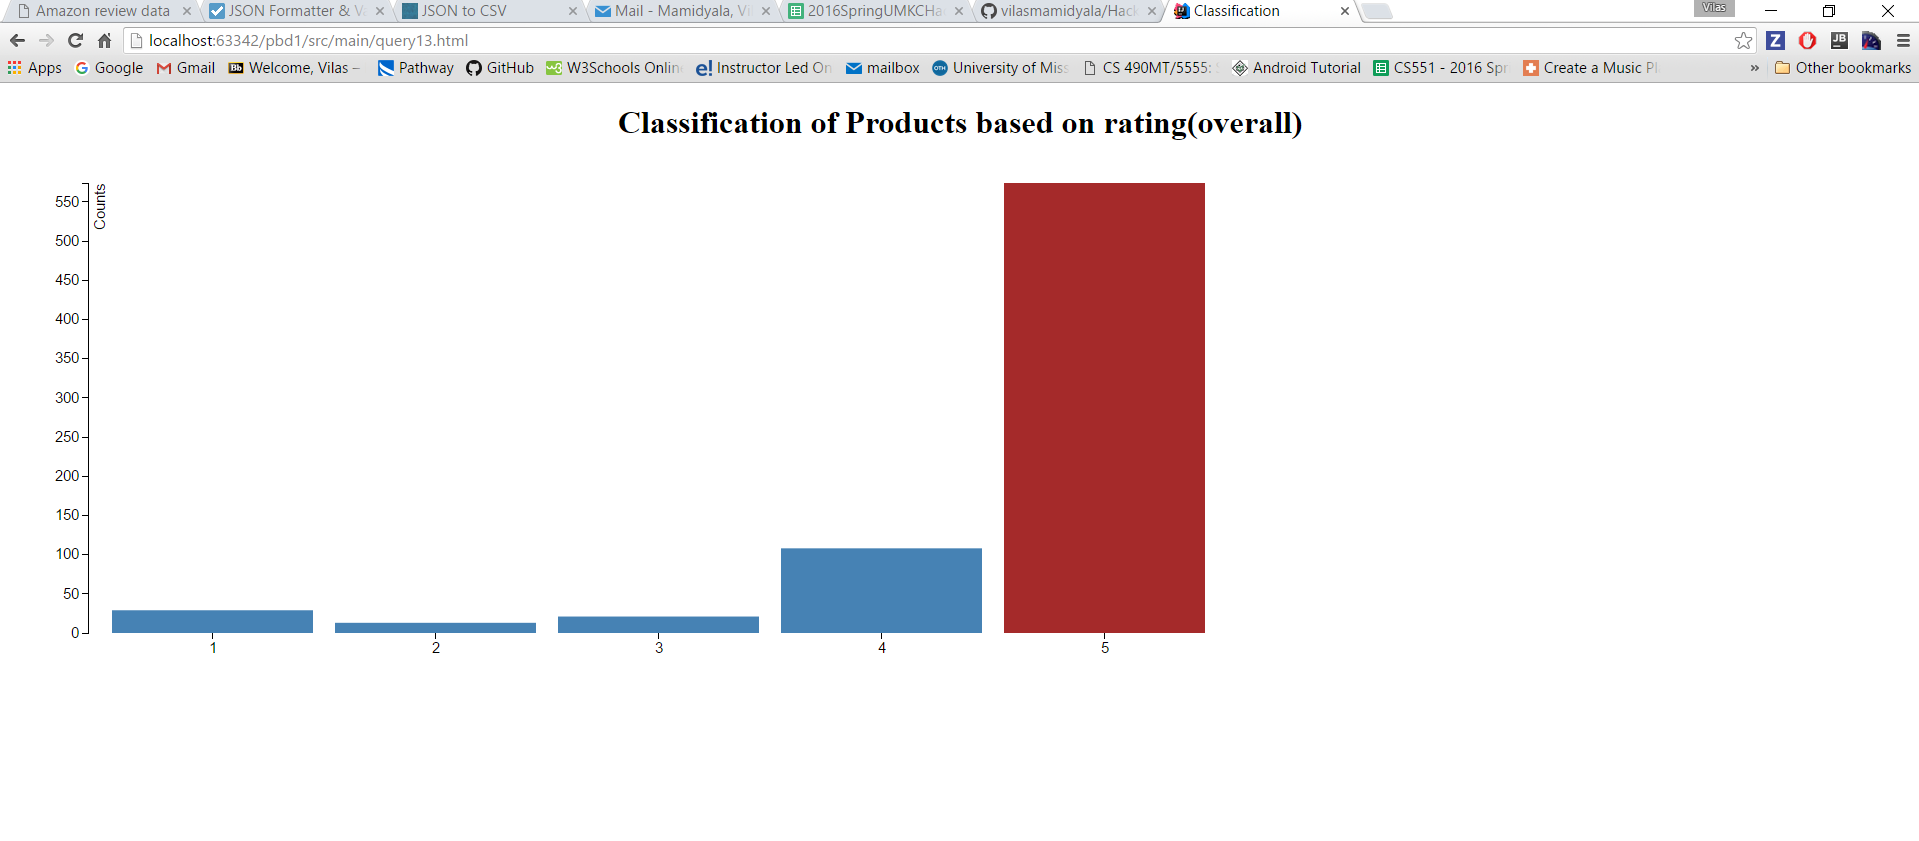 Amazon review data
JSON Formatter & Va
JSON to CSV
Mail - Mamidyala, Vi
2016SpringUMKCHa
vilasmamidyala/Hack
Classification
Vilas
localhost:63342/pbd1/src/main/query13.html
Apps
Google
Gmail
Bb Welcome, Vilas –
Pathway
GitHub
W3Schools Onlin
Instructor Led On
mailbox
University of Miss
CS 490MT/5555:
Android Tutorial
CS551 - 2016 Spr
Create a Music Pl
»
Other bookmarks
Classification of Products based on rating(overall)
Counts
550
500
450
400
350
300
250
200
150
100
50
0
1 2 3 4 5